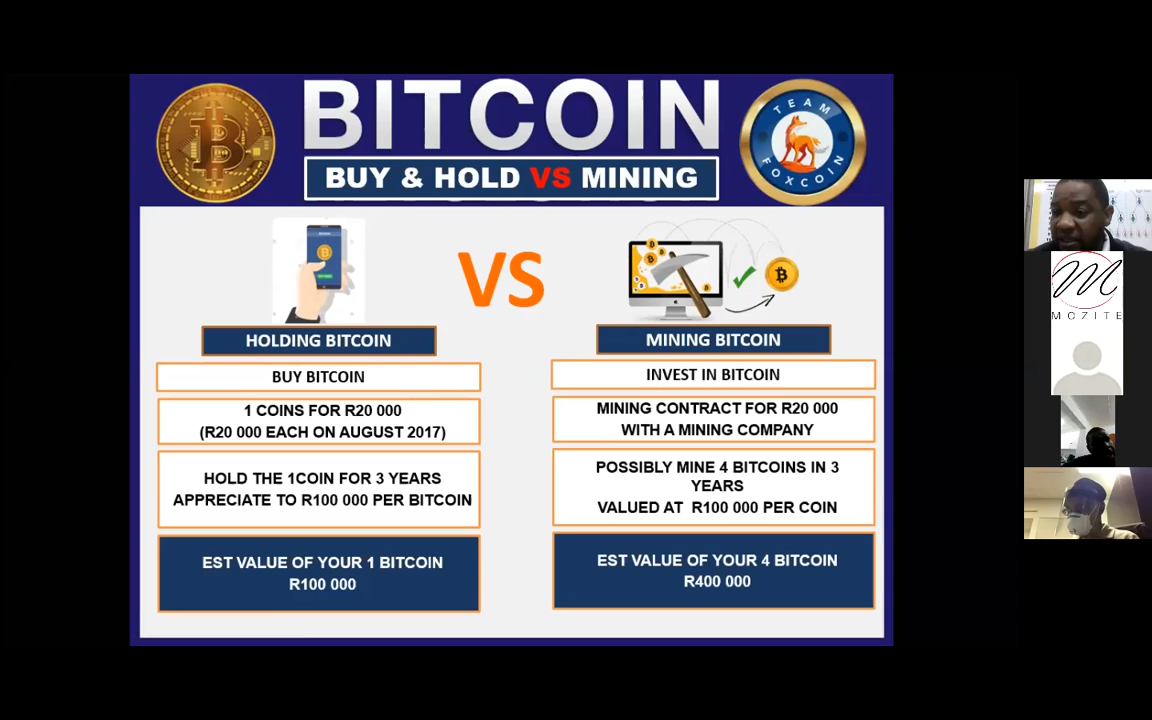 BITCOIN
BUY & HOLD VS MINING
TEAM
FOXCOIN
VS
HOLDING BITCOIN
BUY BITCOIN
1 COINS FOR R20 000
(R20 000 EACH ON AUGUST 2017)
HOLD THE 1COIN FOR 3 YEARS
APPRECIATE TO R100 000 PER BITCOIN
EST VALUE OF YOUR 1 BITCOIN
R100 000
MINING BITCOIN
INVEST IN BITCOIN
MINING CONTRACT FOR R20 000
WITH A MINING COMPANY
POSSIBLY MINE 4 BITCOINS IN 3
YEARS
VALUED AT R100 000 PER COIN
EST VALUE OF YOUR 4 BITCOIN
R400 000
M
MOZITE